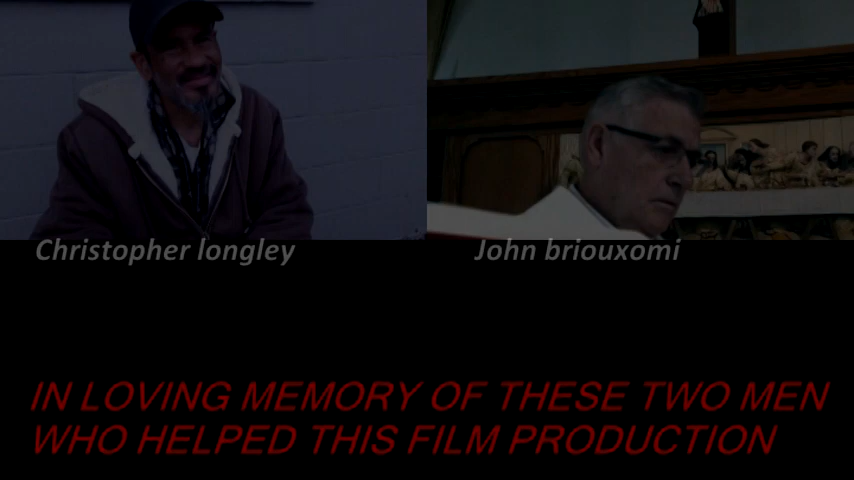 Christopher longley
John briouxomi
IN LOVING MEMORY OF THESE TWO MEN
WHO HELPED THIS FILM PRODUCTION